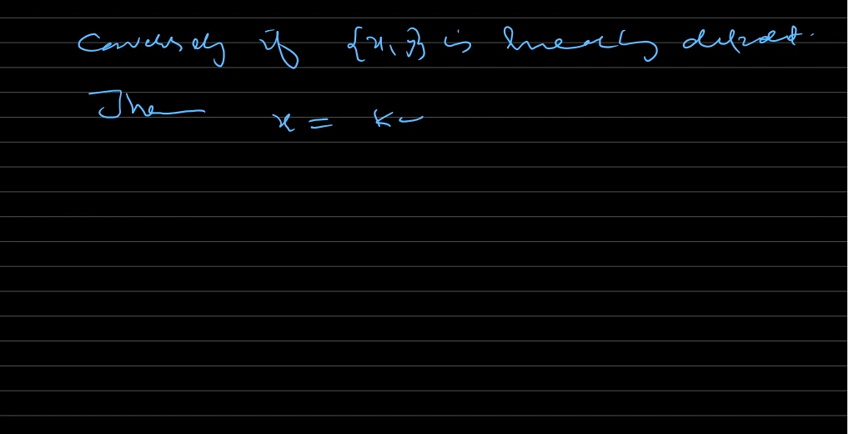 Conversely if {x, y} is linearly dependent.
Then x = k